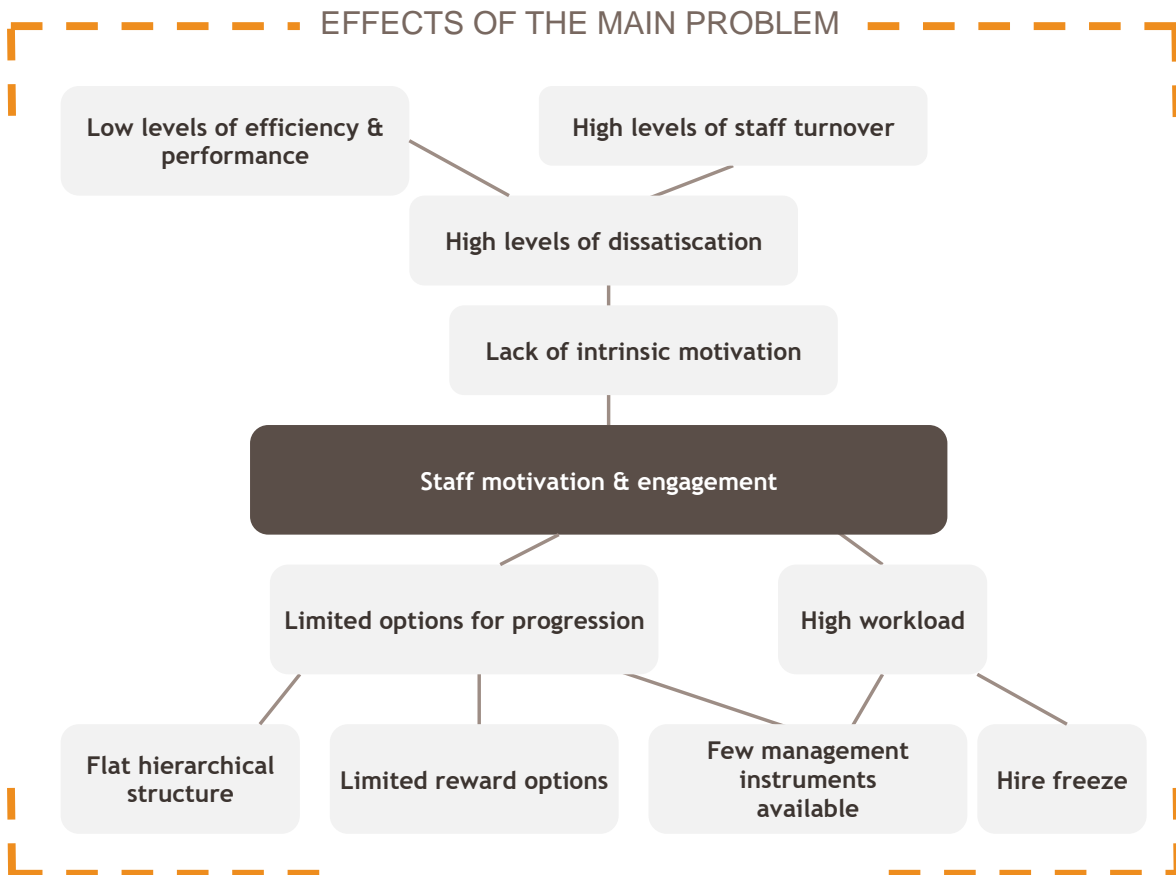 EFFECTS OF THE MAIN PROBLEM
Low levels of efficiency &
performance
High levels of staff turnover
High levels of dissatiscation
Lack of intrinsic motivation
Staff motivation & engagement
Limited options for progression
High workload
Flat hierarchical
structure
Limited reward options
Few management
instruments
available
Hire freeze